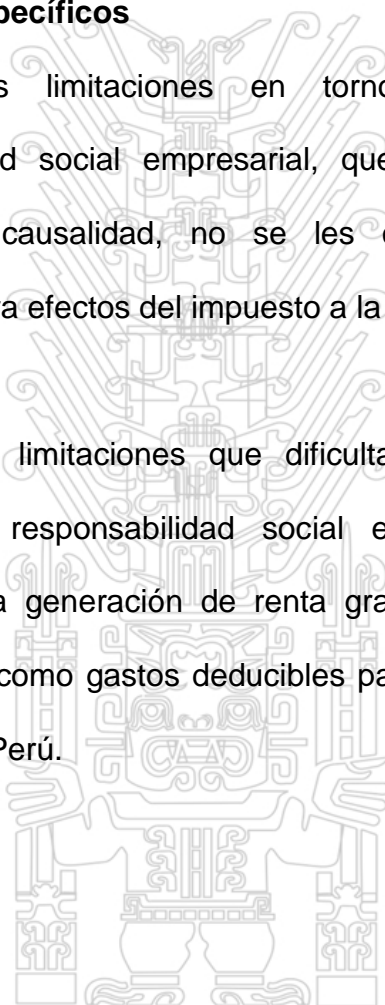 pecíficos
s limitaciones en torno
d social empresarial, que
causalidad, no se les
a efectos del impuesto a la
limitaciones que dificulta
responsabilidad social e
a generación de renta gra
como gastos deducibles pa
Perú.